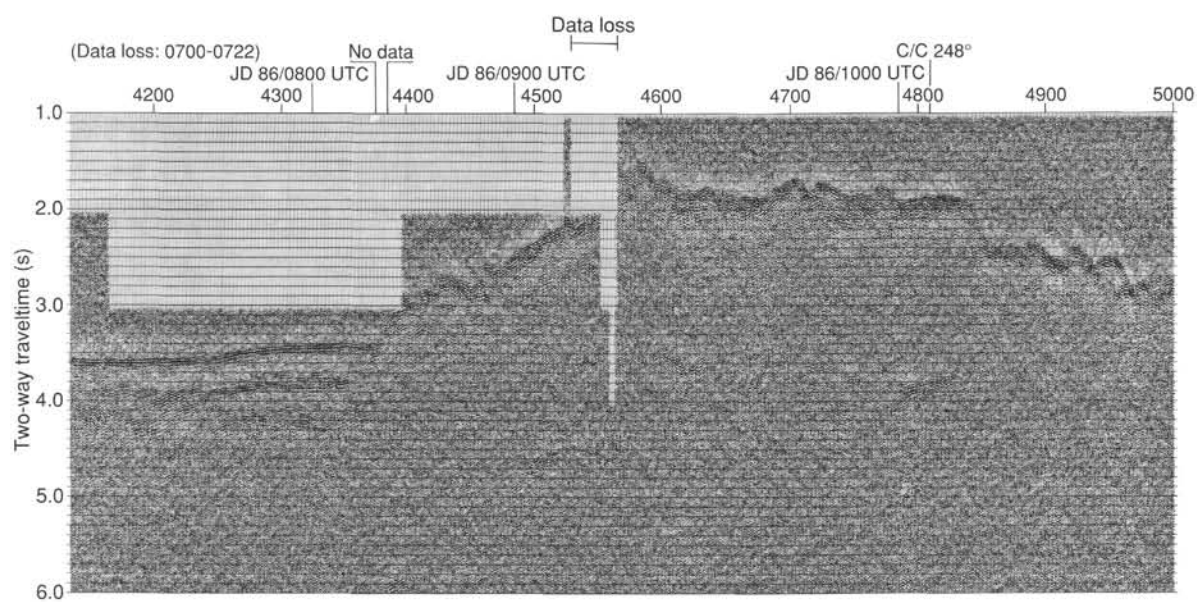 Data loss
(Data loss: 0700-0722) No data C/C 248°
JD 86/0800 UTC JD 86/0900 UTC JD 86/1000 UTC
4200 4300 4400 4500 4600 4700 4800 4900 5000
1.0
2.0
3.0
4.0
5.0
6.0
Two-way traveltime (s)